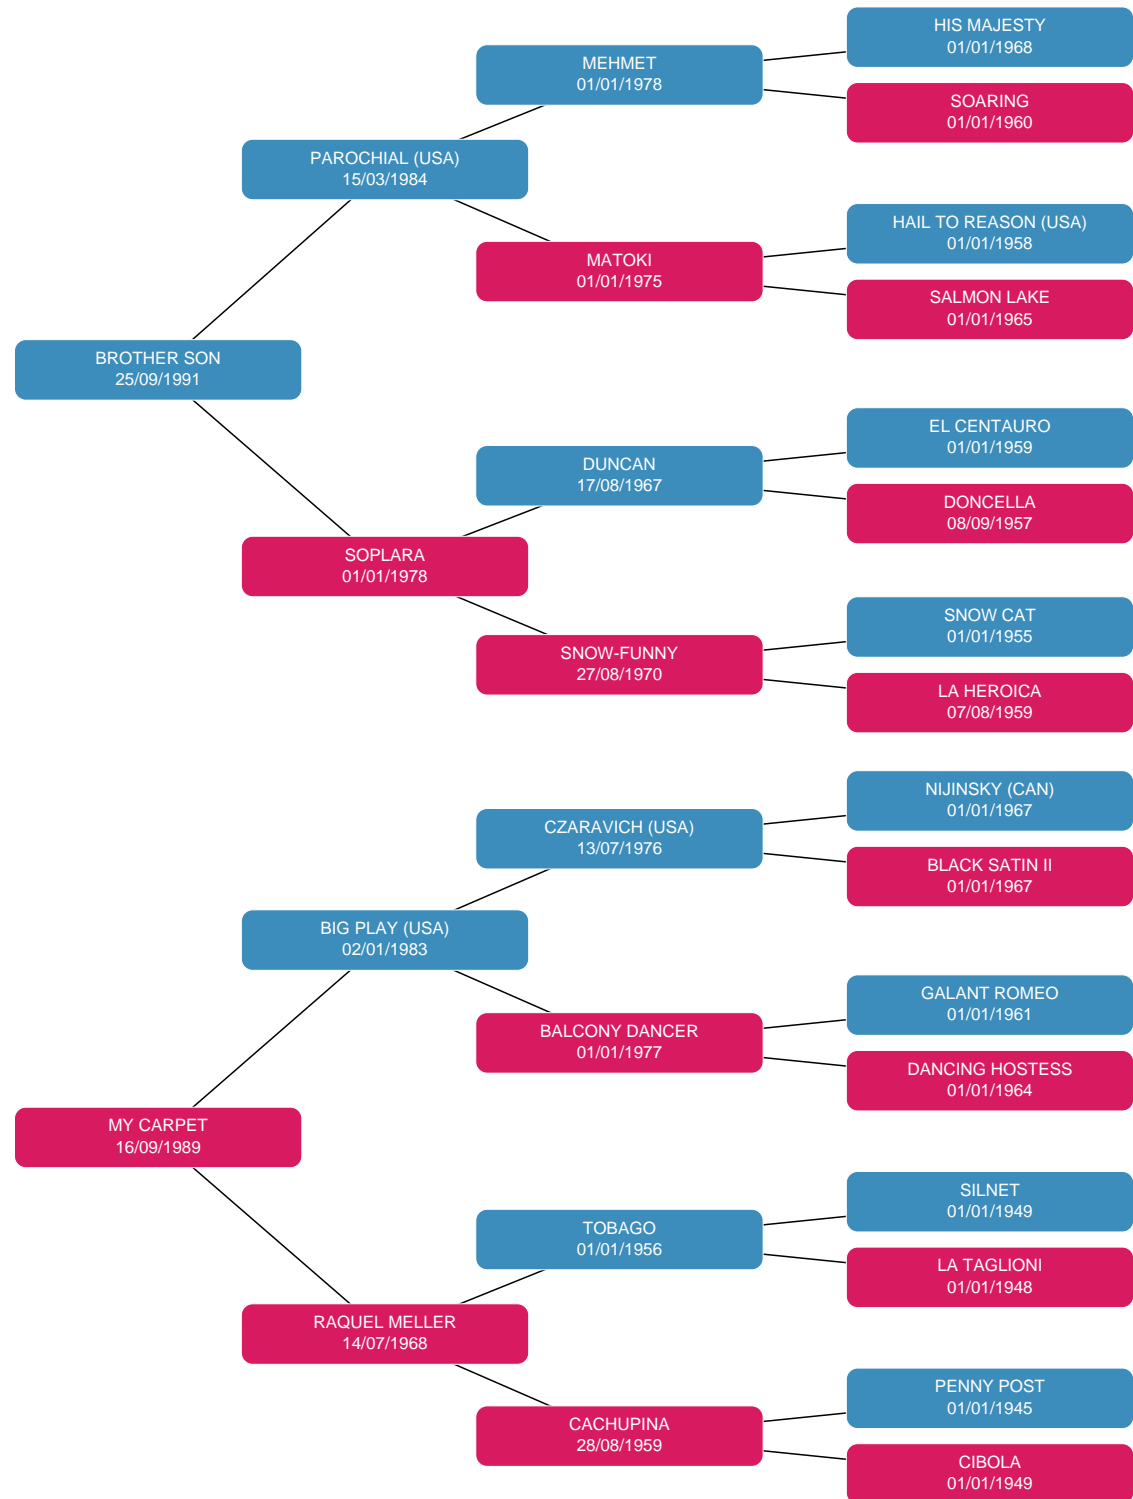 HIS MAJESTY
01/01/1968
MEHMET
01/01/1978
SOARING
01/01/1960
PAROCHIAL (USA)
15/03/1984
HAIL TO REASON (USA)
01/01/1958
MATOKI
01/01/1975
SALMON LAKE
01/01/1965
BROTHER SON
25/09/1991
EL CENTAURO
01/01/1959
DUNCAN
17/08/1967
DONCELLA
08/09/1957
SOPLARA
01/01/1978
SNOW CAT
01/01/1955
SNOW-FUNNY
27/08/1970
LA HEROICA
07/08/1959
NIJINSKY (CAN)
01/01/1967
CZARAVICH (USA)
13/07/1976
BLACK SATIN II
01/01/1967
BIG PLAY (USA)
02/01/1983
GALANT ROMEO
01/01/1961
BALCONY DANCER
01/01/1977
DANCING HOSTESS
01/01/1964
MY CARPET
16/09/1989
SILNET
01/01/1949
TOBAGO
01/01/1956
LA TAGLIONI
01/01/1948
RAQUEL MELLER
14/07/1968
PENNY POST
01/01/1945
CACHUPINA
28/08/1959
CIBOLA
01/01/1949